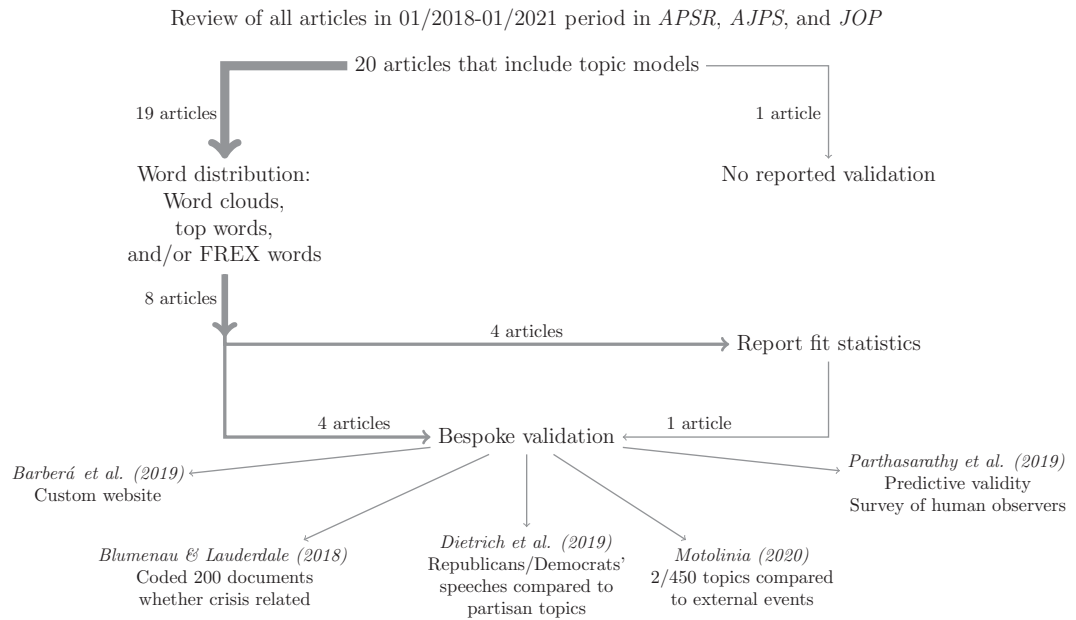 Review of all articles in 01/2018-01/2021 period in APSR, AJPS, and JOP
20 articles that include topic models
19 articles
1 article
Word distribution:
Word clouds,
top words,
and/or FREX words
No reported validation
8 articles
4 articles
Report fit statistics
4 articles
Bespoke validation
1 article
Barberá et al. (2019)
Custom website
Blumenau & Lauderdale (2018)
Coded 200 documents
whether crisis related
Dietrich et al. (2019)
Republicans/Democrats'
speeches compared to
partisan topics
Motolinia (2020)
2/450 topics compared
to external events
Parthasarathy et al. (2019)
Predictive validity
Survey of human observers